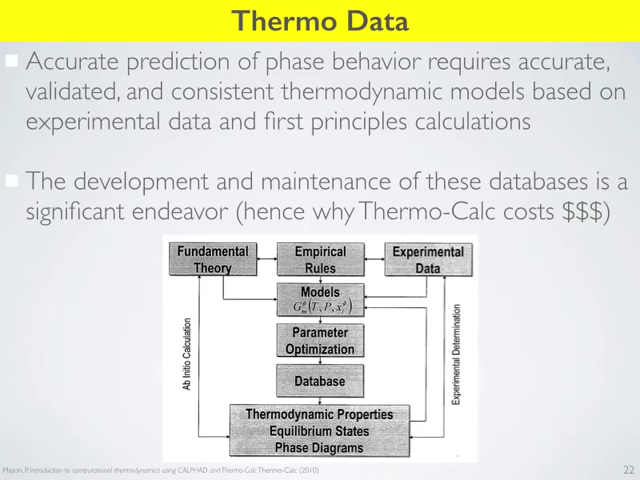 Thermo Data
Accurate prediction of phase behavior requires accurate,
validated, and consistent thermodynamic models based on
experimental data and first principles calculations
The development and maintenance of these databases is a
significant endeavor (hence why Thermo-Calc costs $$$)
Fundamental
Theory
Empirical
Rules
Experimental
Data
Models
Parameter
Optimization
Database
Ab Initio Calculation
Experimental Determination
Thermodynamic Properties
Equilibrium States
Phase Diagrams
Mason, P. Introduction to computational thermodynamics using CALPHAD and Thermo-Calc Thermo-Calc (2010)
22